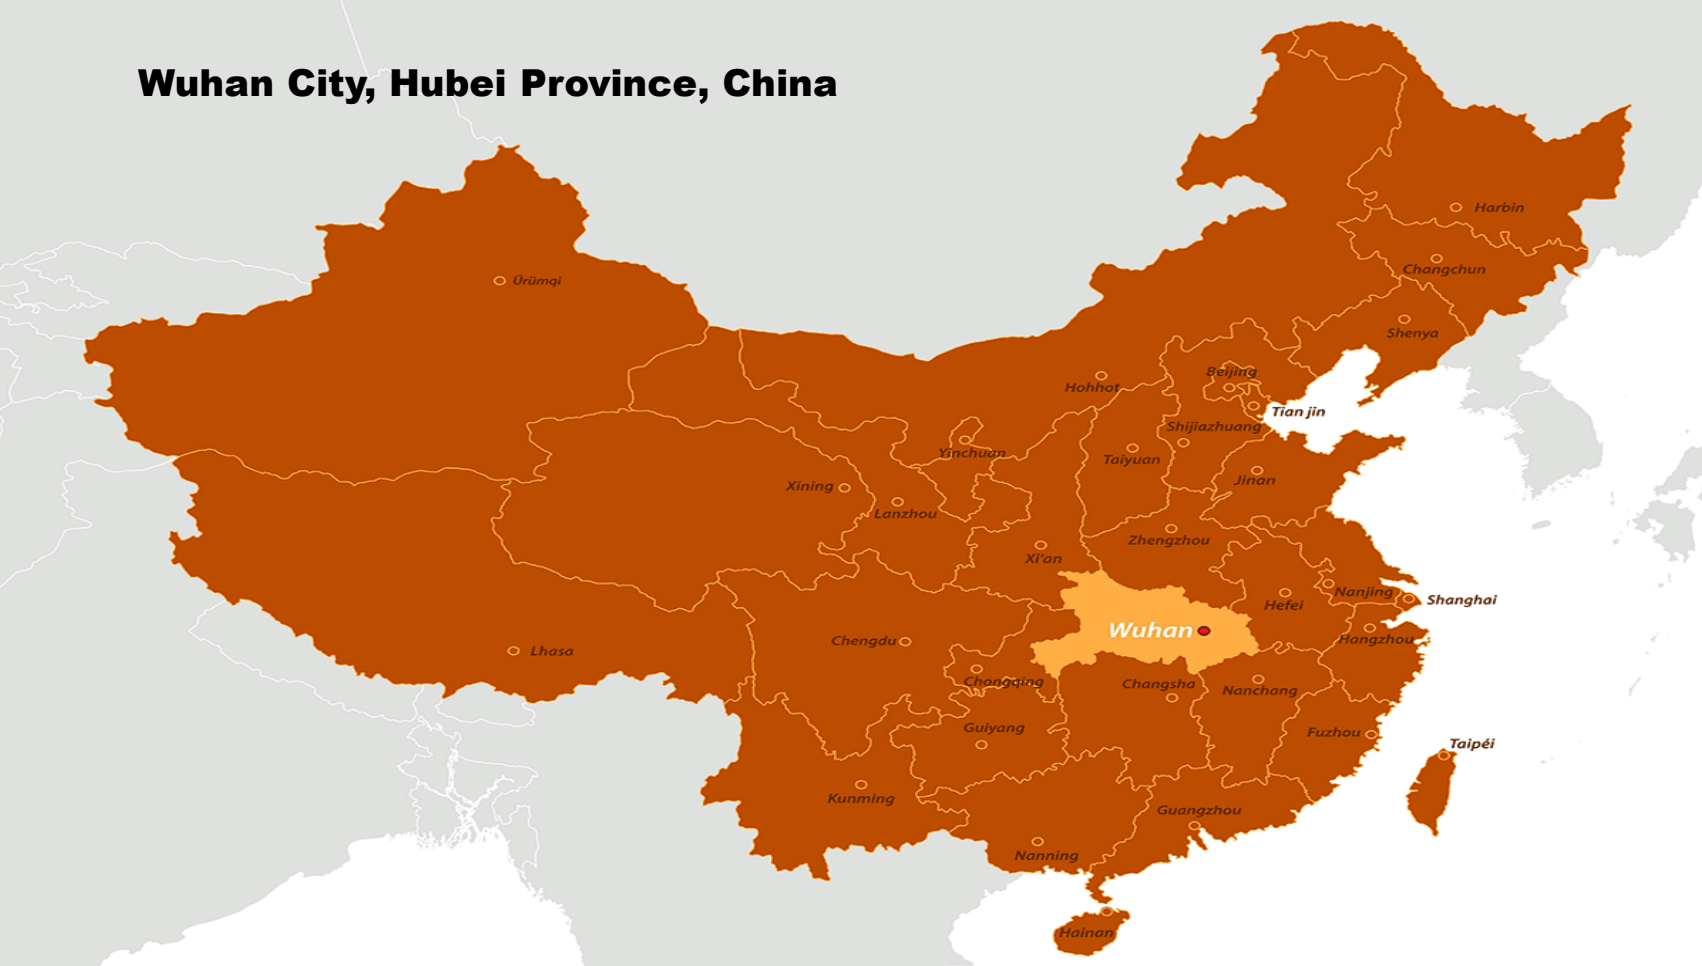 Wuhan City, Hubei Province, China
Harbin
Changchun
Ürümqi
Shenya
Beijing
Hohhot
Tian jin
Shijiazhuang
Yinchuan
Taiyuan
Jinan
Xining
Lanzhou
Zhengzhou
Xi'an
Nanjing
Shanghai
Hefei
Wuhan
Hangzhou
Chengdu
Lhasa
Chongqing
Changsha
Nanchang
Guiyang
Fuzhou
Taipéi
Kunming
Guangzhou
Nanning
Hainan